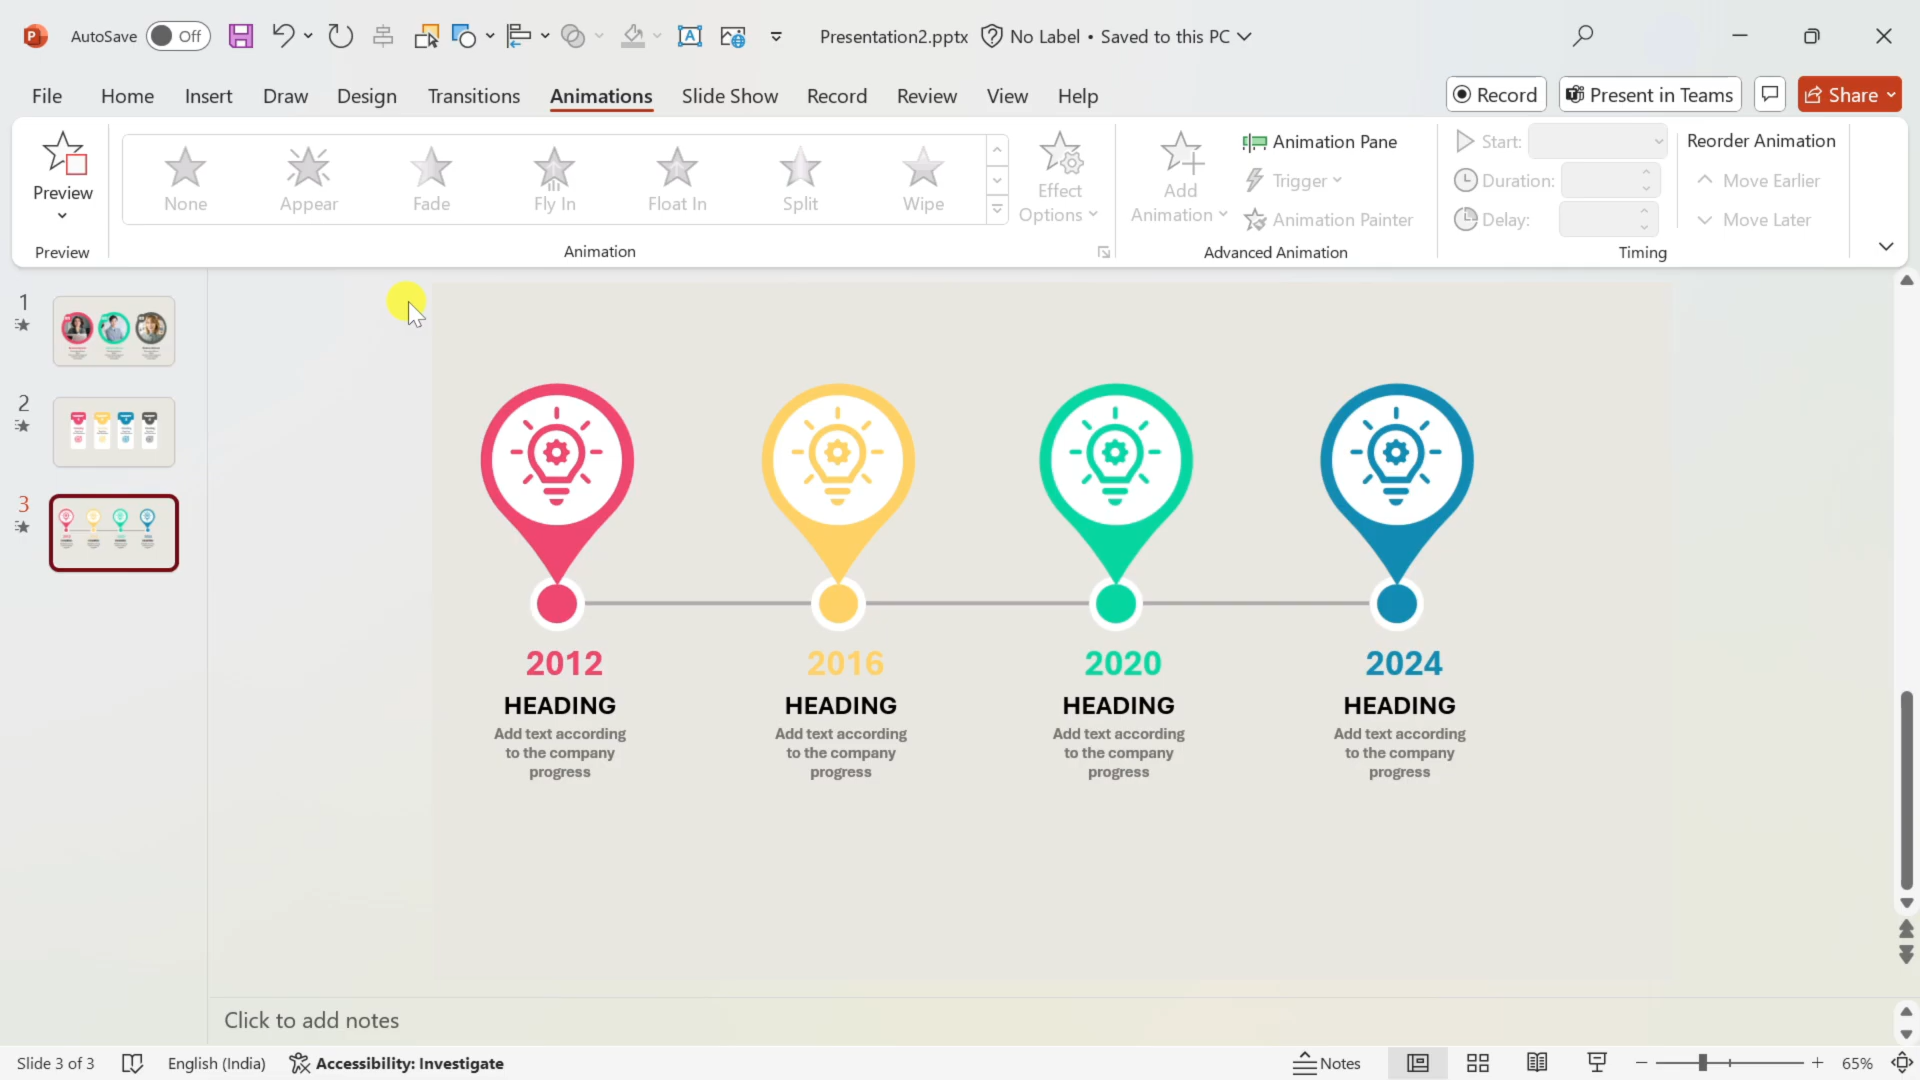 AutoSave Off Presentation2.pptx No Label • Saved to this PC
File Home Insert Draw Design Transitions Animations Slide Show Record Review View Help Record Present in Teams Share
Preview
Preview
None Appear Fade Fly In Float In Split Wipe
Animation
Effect
Options
Add
Animation
Animation Pane
Trigger
Animation Painter
Advanced Animation
Start:
Duration:
Delay:
Timing
Reorder Animation
Move Earlier
Move Later
1
2
3
2012 2016 2020 2024
HEADING HEADING HEADING HEADING
Add text according Add text according Add text according Add text according
to the company to the company to the company to the company
progress progress progress progress
Click to add notes
Slide 3 of 3 English (India) Accessibility: Investigate Notes 65%